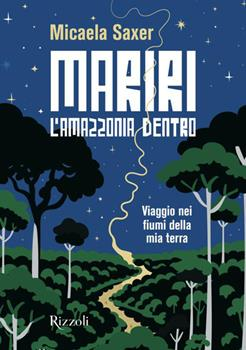 Micaela Saxer
MARIRI
L'AMAZZONIA DENTRO
Viaggio nei
fiumi della
mia terra
Rizzoli